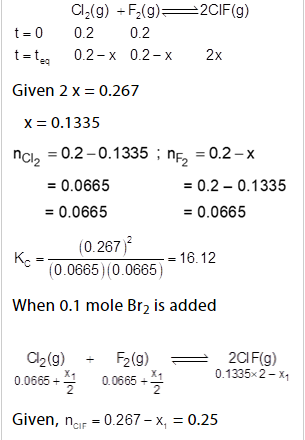 Cl₂(g) + F₂(g) ⇌ 2ClF(g)
t = 0 0.2 0.2
t = t_eq 0.2 – x 0.2 – x 2x
Given 2 x = 0.267
x = 0.1335
n_Cl₂ = 0.2 – 0.1335 ; n_F₂ = 0.2 – x
= 0.0665 = 0.2 – 0.1335
= 0.0665 = 0.0665
K_C = (0.267)² / (0.0665)(0.0665) = 16.12
When 0.1 mole Br₂ is added
Cl₂(g) + F₂(g) ⇌ 2ClF(g)
0.0665 + x₁/2 0.0665 + x₁/2 0.1335×2 – x₁
Given, n_ClF = 0.267 – x₁ = 0.25